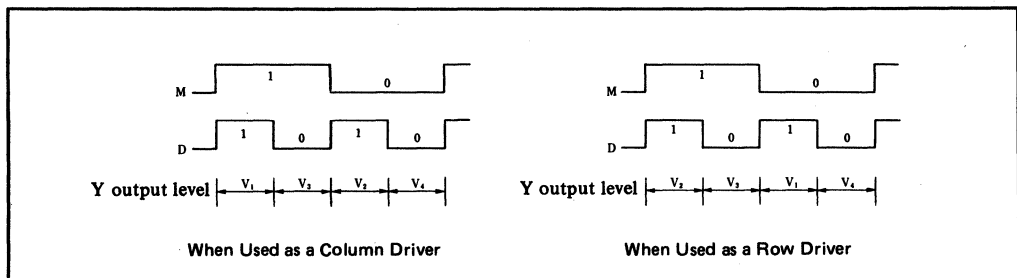 M 1 0
D 1 0 1 0
Y output level V₁ V₃ V₂ V₄
When Used as a Column Driver
M 1 0
D 1 0 1 0
Y output level V₂ V₃ V₁ V₄
When Used as a Row Driver